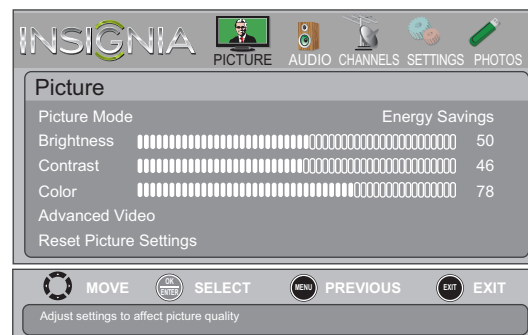 INSIGNIA PICTURE AUDIO CHANNELS SETTINGS PHOTOS
Picture
Picture Mode Energy Savings
Brightness 50
Contrast 46
Color 78
Advanced Video
Reset Picture Settings
MOVE OK ENTER SELECT MENU PREVIOUS EXIT EXIT
Adjust settings to affect picture quality